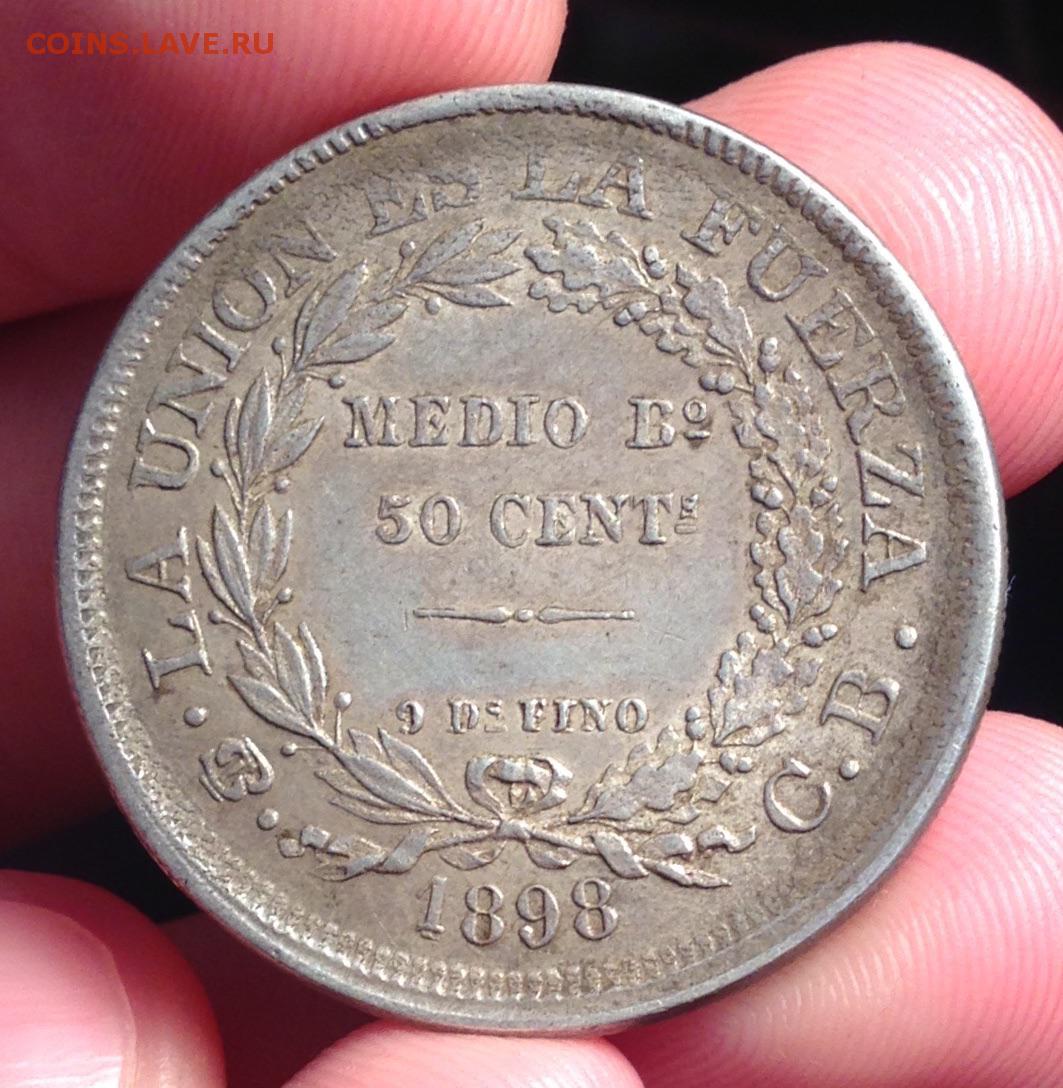 COINS.LAVE.RU
LA UNION ES LA FUERZA
MEDIO Bº
50 CENTˢ
9 Dˢ FINO
C. B.
1898